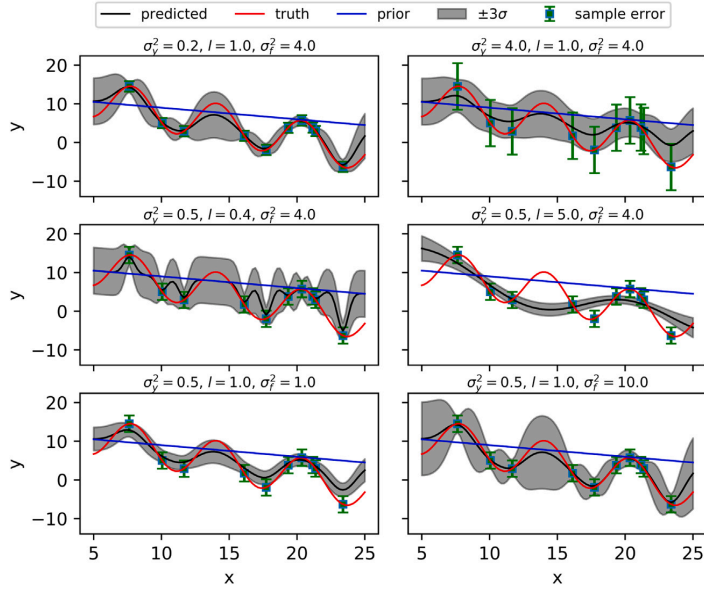 predicted truth prior ±3σ sample error
σ_y^2 = 0.2, l = 1.0, σ_f^2 = 4.0
σ_y^2 = 4.0, l = 1.0, σ_f^2 = 4.0
20
10
0
−10
y
σ_y^2 = 0.5, l = 0.4, σ_f^2 = 4.0
σ_y^2 = 0.5, l = 5.0, σ_f^2 = 4.0
20
10
0
−10
y
σ_y^2 = 0.5, l = 1.0, σ_f^2 = 1.0
σ_y^2 = 0.5, l = 1.0, σ_f^2 = 10.0
20
10
0
−10
y
5 10 15 20 25
5 10 15 20 25
x
x